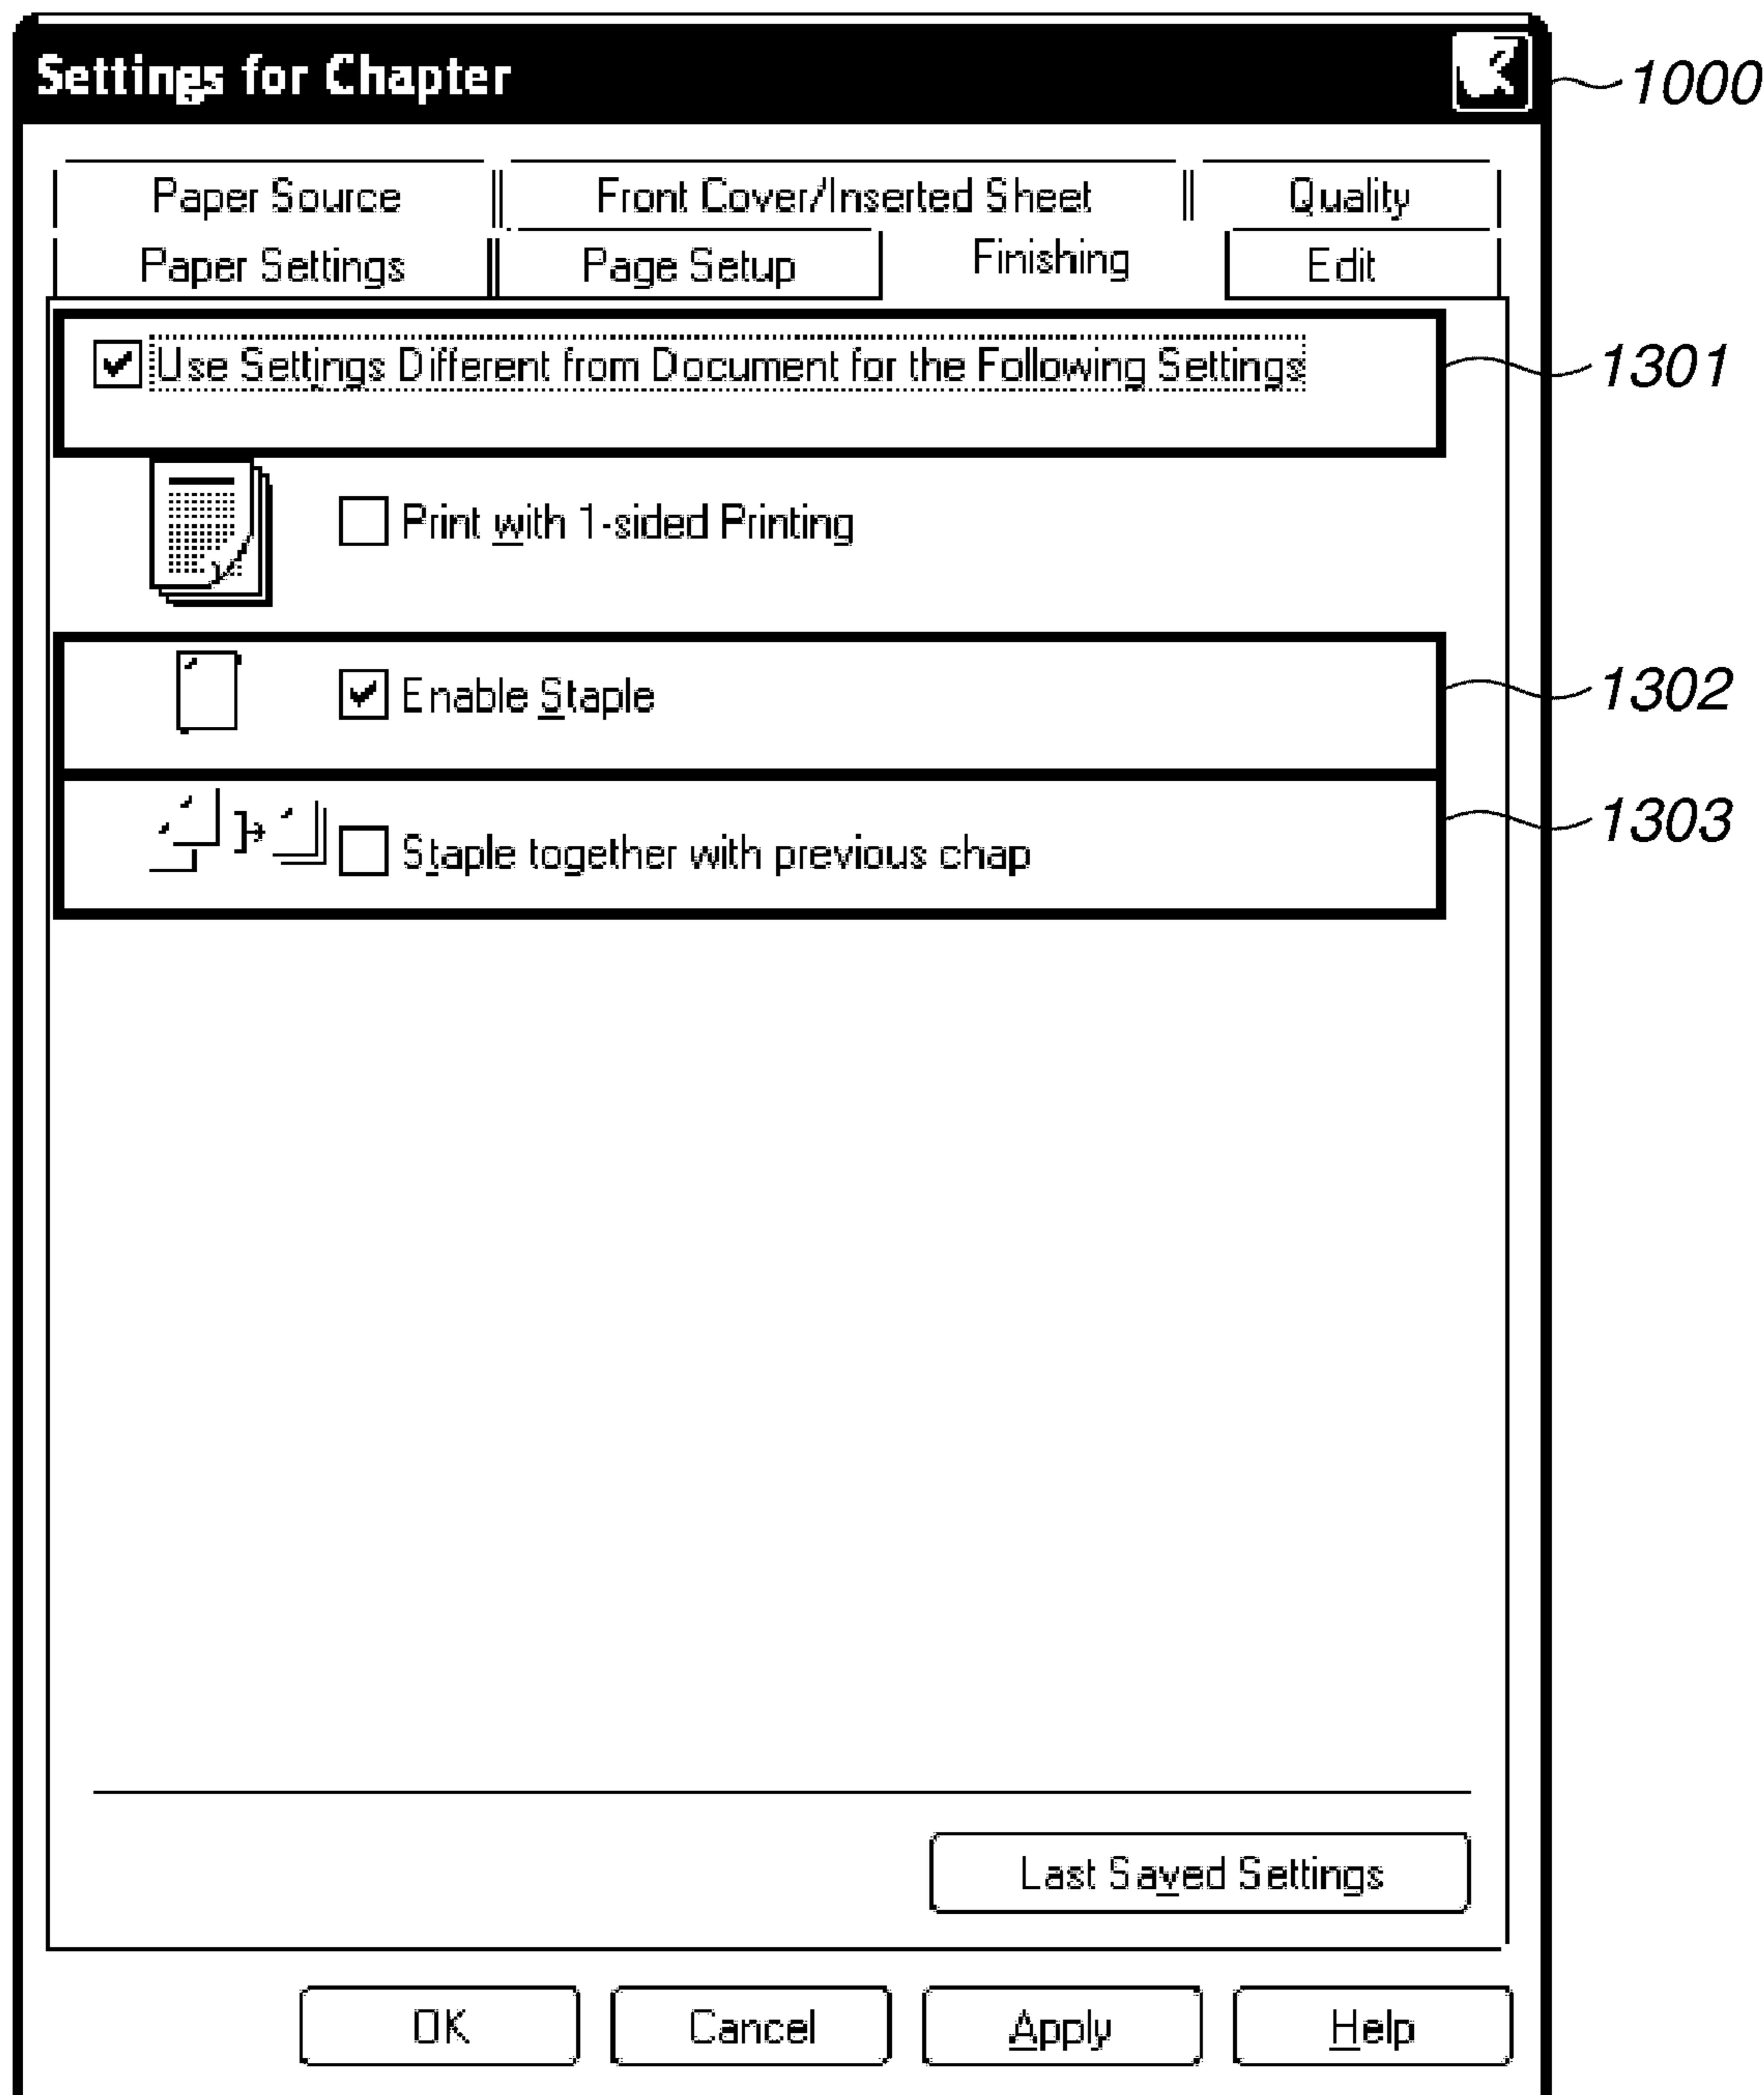 Settings for Chapter
1000
Paper Source Front Cover/Inserted Sheet Quality
Paper Settings Page Setup Finishing Edit
Use Settings Different from Document for the Following Settings
1301
Print with 1-sided Printing
Enable Staple
1302
Staple together with previous chap
1303
Last Saved Settings
OK Cancel Apply Help